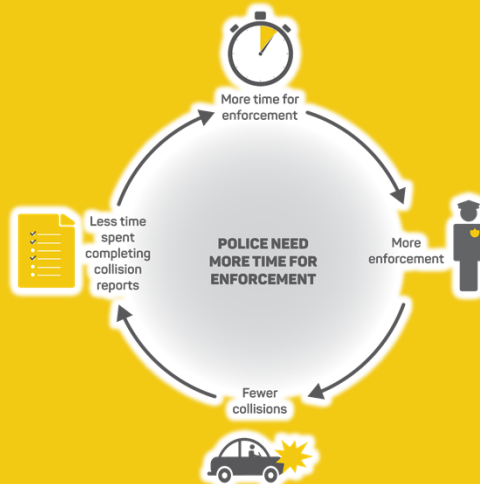 More time for
enforcement
More
enforcement
Fewer
collisions
Less time
spent
completing
collision
reports
POLICE NEED
MORE TIME FOR
ENFORCEMENT